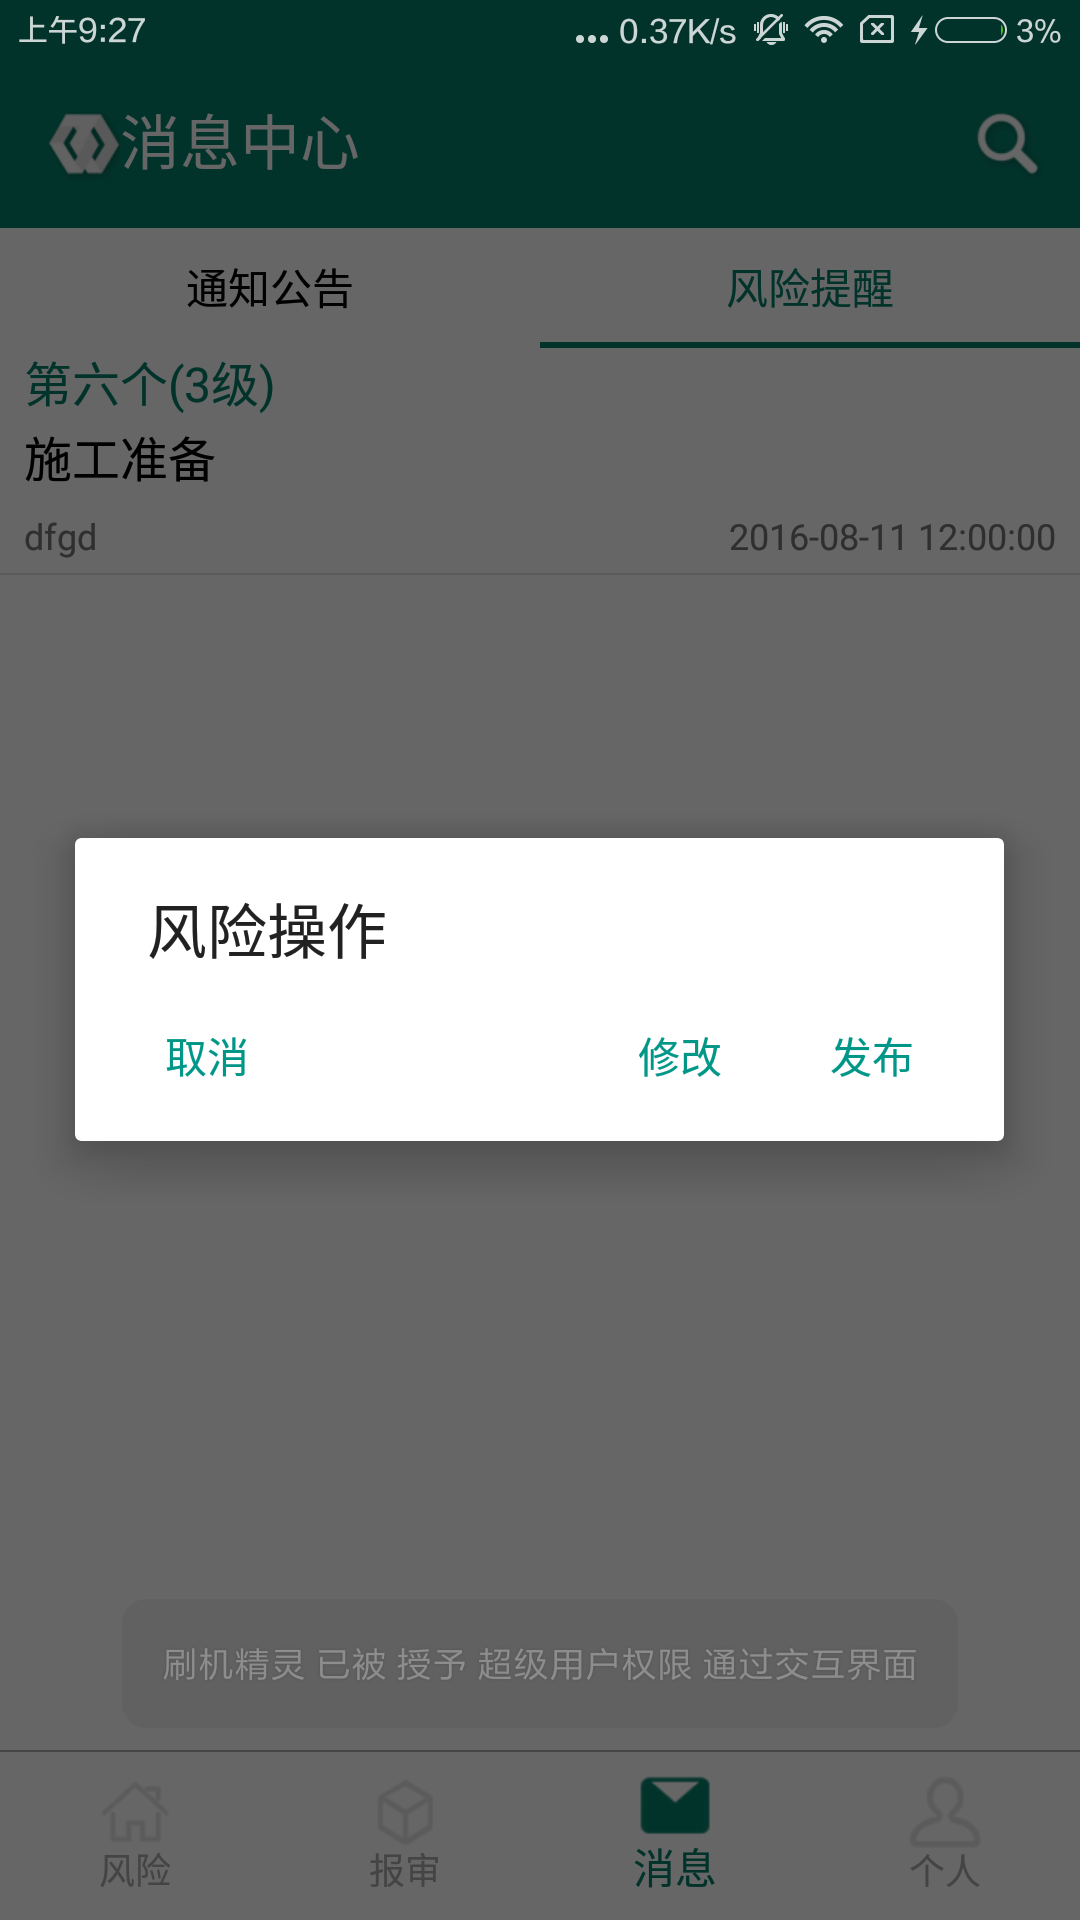 上午9:27 ... 0.37K/s 3%
消息中心
通知公告 风险提醒
第六个(3级)
施工准备
dfgd 2016-08-11 12:00:00
风险操作
取消 修改 发布
刷机精灵 已被 授予 超级用户权限 通过交互界面
风险 报审 消息 个人